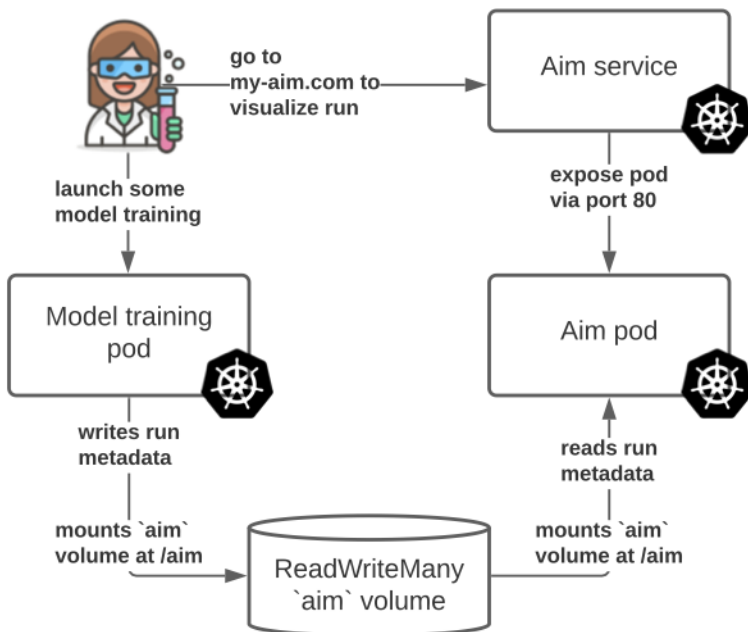 go to
my-aim.com to
visualize run
Aim service
launch some
model training
expose pod
via port 80
Model training
pod
Aim pod
writes run
metadata
reads run
metadata
mounts `aim`
volume at /aim
ReadWriteMany
`aim` volume
mounts `aim`
volume at /aim